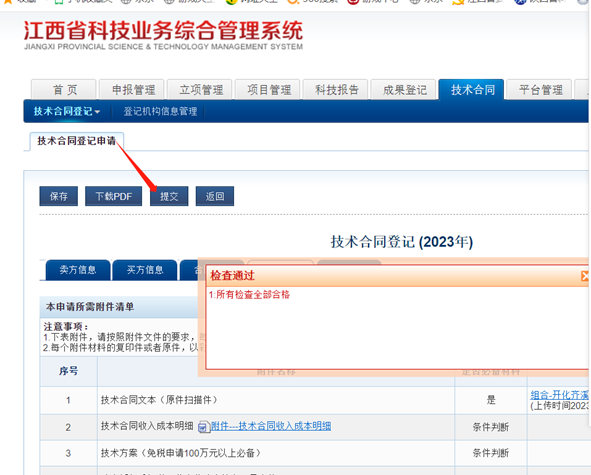 江西省科技业务综合管理系统
JIANGXI PROVINCIAL SCIENCE & TECHNOLOGY MANAGEMENT SYSTEM
首 页 申报管理 立项管理 项目管理 科技报告 成果登记 技术合同 平台管理
技术合同登记 登记机构信息管理
技术合同登记申请
保存 下载PDF 提交 返回
技术合同登记 (2023年)
卖方信息 买方信息
检查通过
1:所有检查全部合格
本申请所需附件清单
注意事项：
1.下表附件，请按照附件文件的要求，
2.每个附件材料的复印件或者原件，以
序号 附件名称 是否必备材料
1 技术合同文本（原件扫描件） 是 组合-开化齐溪
(上传时间2023
2 技术合同收入成本明细 附件---技术合同收入成本明细 条件判断
3 技术方案（免税申请100万元以上必备） 条件判断